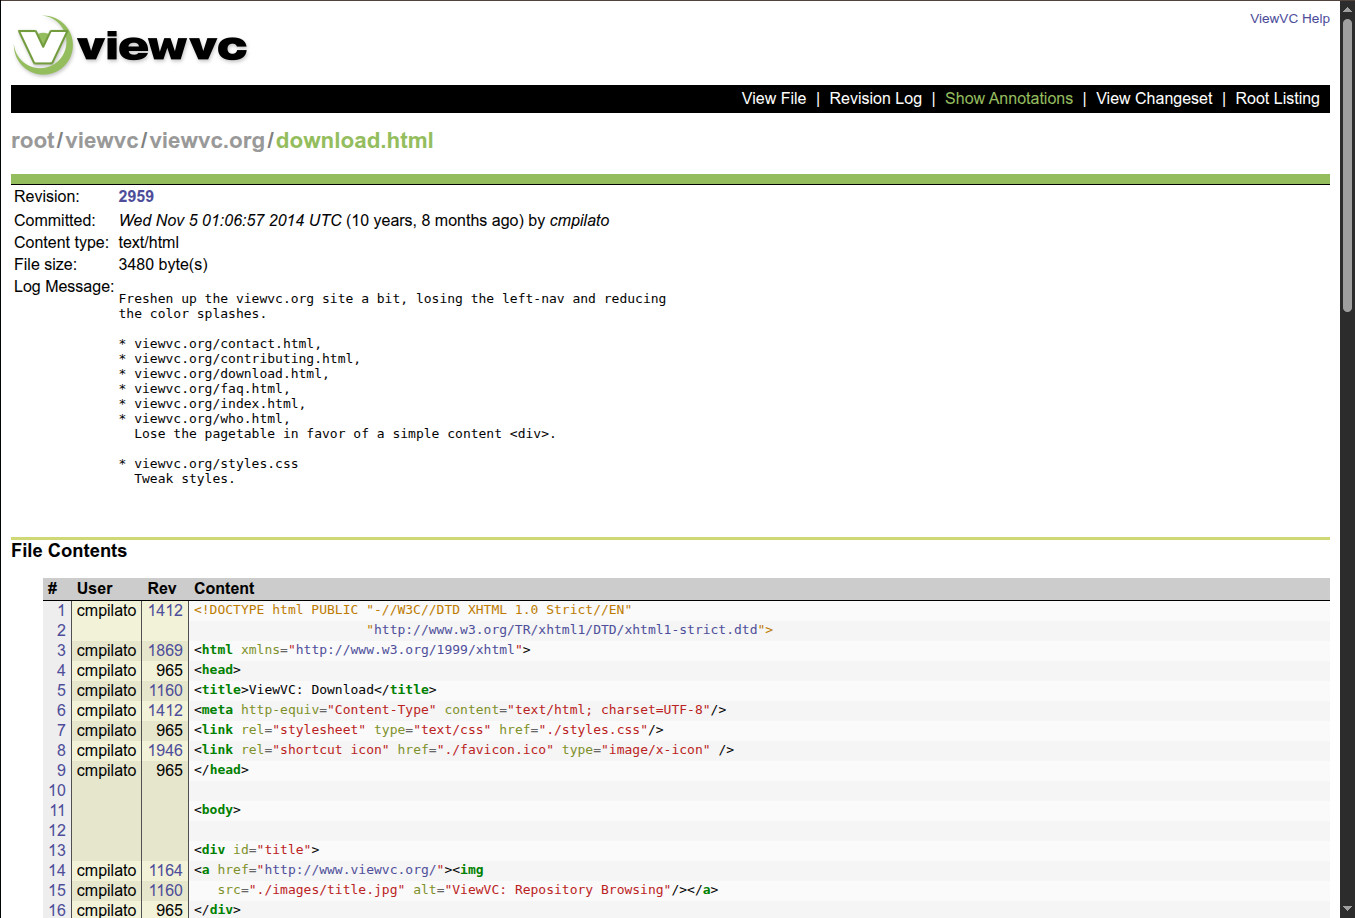 ViewVC Help
viewvc
View File | Revision Log | Show Annotations | View Changeset | Root Listing
root/viewvc/viewvc.org/download.html
Revision: 2959
Committed: Wed Nov 5 01:06:57 2014 UTC (10 years, 8 months ago) by cmpilato
Content type: text/html
File size: 3480 byte(s)
Log Message:
Freshen up the viewvc.org site a bit, losing the left-nav and reducing
the color splashes.
* viewvc.org/contact.html,
* viewvc.org/contributing.html,
* viewvc.org/download.html,
* viewvc.org/faq.html,
* viewvc.org/index.html,
* viewvc.org/who.html,
  Lose the pagetable in favor of a simple content <div>.
* viewvc.org/styles.css
  Tweak styles.
File Contents
# User Rev Content
1 cmpilato 1412 <!DOCTYPE html PUBLIC "-//W3C//DTD XHTML 1.0 Strict//EN"
2 "http://www.w3.org/TR/xhtml1/DTD/xhtml1-strict.dtd">
3 cmpilato 1869 <html xmlns="http://www.w3.org/1999/xhtml">
4 cmpilato 965 <head>
5 cmpilato 1160 <title>ViewVC: Download</title>
6 cmpilato 1412 <meta http-equiv="Content-Type" content="text/html; charset=UTF-8"/>
7 cmpilato 965 <link rel="stylesheet" type="text/css" href="./styles.css"/>
8 cmpilato 1946 <link rel="shortcut icon" href="./favicon.ico" type="image/x-icon" />
9 cmpilato 965 </head>
10
11 <body>
12
13 <div id="title">
14 cmpilato 1164 <a href="http://www.viewvc.org/"><img
15 cmpilato 1160 src="./images/title.jpg" alt="ViewVC: Repository Browsing"/></a>
16 cmpilato 965 </div>